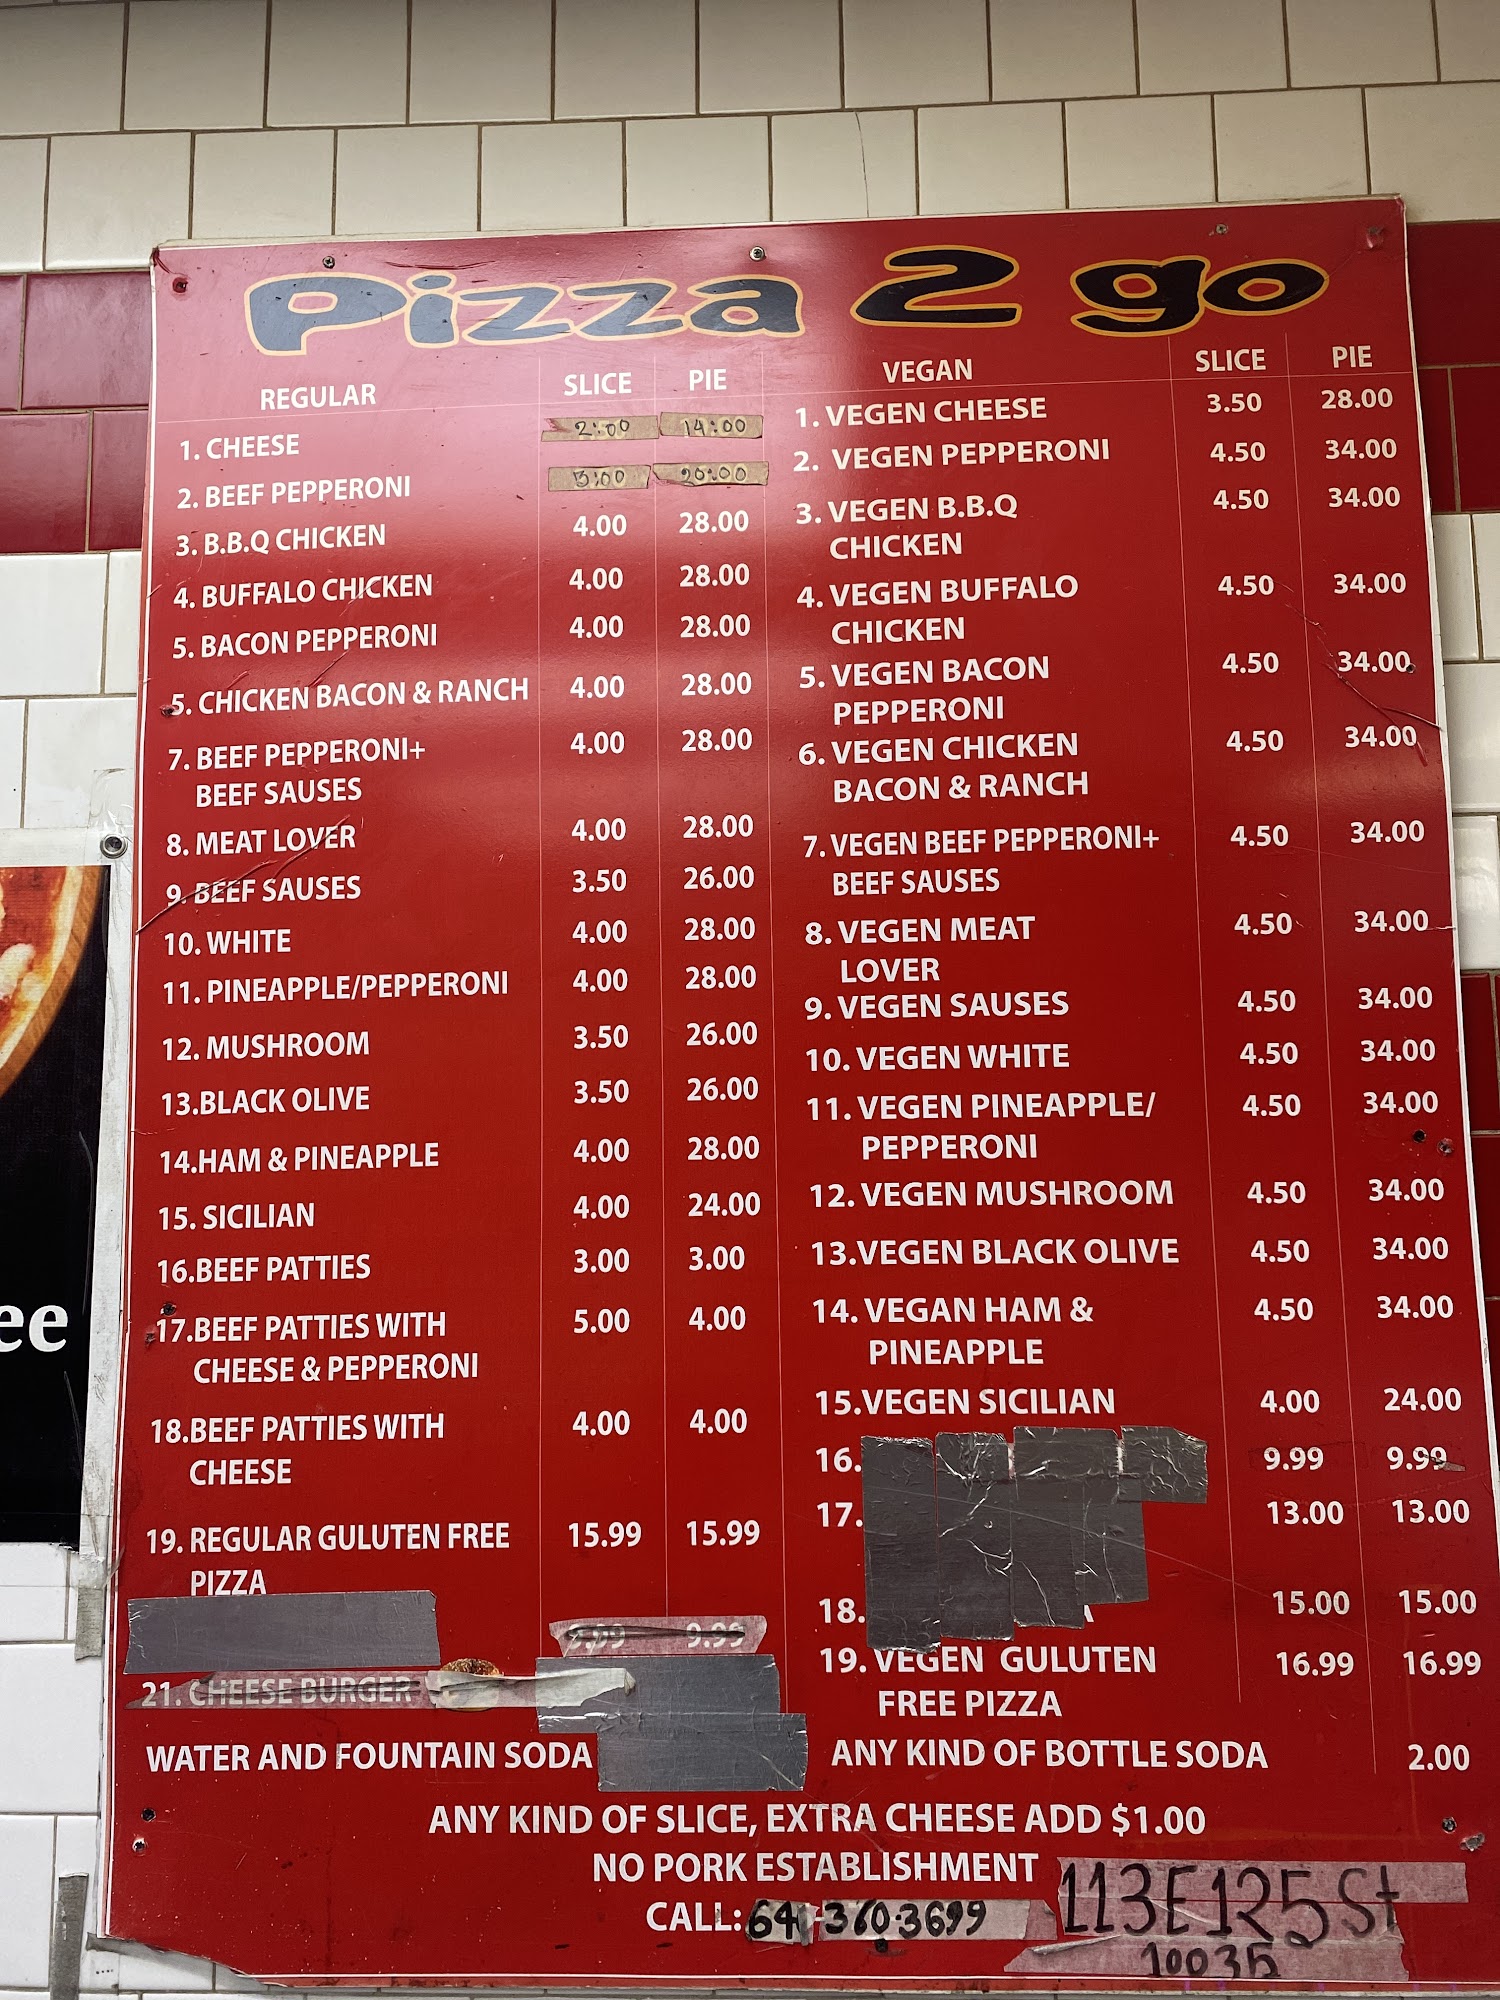 Pizza 2 go
REGULAR SLICE PIE
1. CHEESE 2:00 14:00
2. BEEF PEPPERONI 3:00 20:00
3. B.B.Q CHICKEN 4.00 28.00
4. BUFFALO CHICKEN 4.00 28.00
5. BACON PEPPERONI 4.00 28.00
5. CHICKEN BACON & RANCH 4.00 28.00
7. BEEF PEPPERONI+ 4.00 28.00
BEEF SAUSES
8. MEAT LOVER 4.00 28.00
9. BEEF SAUSES 3.50 26.00
10. WHITE 4.00 28.00
11. PINEAPPLE/PEPPERONI 4.00 28.00
12. MUSHROOM 3.50 26.00
13.BLACK OLIVE 3.50 26.00
14.HAM & PINEAPPLE 4.00 28.00
15. SICILIAN 4.00 24.00
16.BEEF PATTIES 3.00 3.00
17.BEEF PATTIES WITH 5.00 4.00
CHEESE & PEPPERONI
18.BEEF PATTIES WITH 4.00 4.00
CHEESE
19. REGULAR GULUTEN FREE 15.99 15.99
PIZZA
9.99 9.99
21. CHEESE BURGER
WATER AND FOUNTAIN SODA
VEGAN SLICE PIE
1. VEGEN CHEESE 3.50 28.00
2. VEGEN PEPPERONI 4.50 34.00
3. VEGEN B.B.Q 4.50 34.00
CHICKEN
4. VEGEN BUFFALO 4.50 34.00
CHICKEN
5. VEGEN BACON 4.50 34.00
PEPPERONI
6. VEGEN CHICKEN 4.50 34.00
BACON & RANCH
7. VEGEN BEEF PEPPERONI+ 4.50 34.00
BEEF SAUSES
8. VEGEN MEAT 4.50 34.00
LOVER
9. VEGEN SAUSES 4.50 34.00
10. VEGEN WHITE 4.50 34.00
11. VEGEN PINEAPPLE/ 4.50 34.00
PEPPERONI
12. VEGEN MUSHROOM 4.50 34.00
13.VEGEN BLACK OLIVE 4.50 34.00
14. VEGAN HAM & 4.50 34.00
PINEAPPLE
15.VEGEN SICILIAN 4.00 24.00
16. 9.99 9.99
17. 13.00 13.00
18. 15.00 15.00
19. VEGEN GULUTEN 16.99 16.99
FREE PIZZA
ANY KIND OF BOTTLE SODA 2.00
ANY KIND OF SLICE, EXTRA CHEESE ADD $1.00
NO PORK ESTABLISHMENT
CALL: 641-360-3699
113 E 125 St
10035
ee